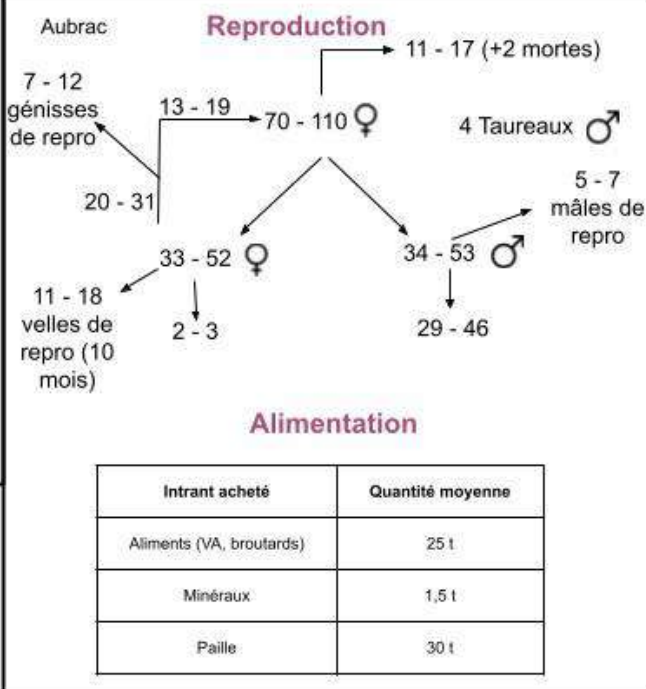 Aubrac
Reproduction
11 - 17 (+2 mortes)
7 - 12
génisses
de repro
13 - 19
70 - 110 ♀
4 Taureaux ♂
5 - 7
mâles de
repro
20 - 31
33 - 52 ♀
34 - 53 ♂
11 - 18
velles de
repro (10
mois)
2 - 3
29 - 46
Alimentation
Intrant acheté
Quantité moyenne
Aliments (VA, broutards)
25 t
Minéraux
1,5 t
Paille
30 t